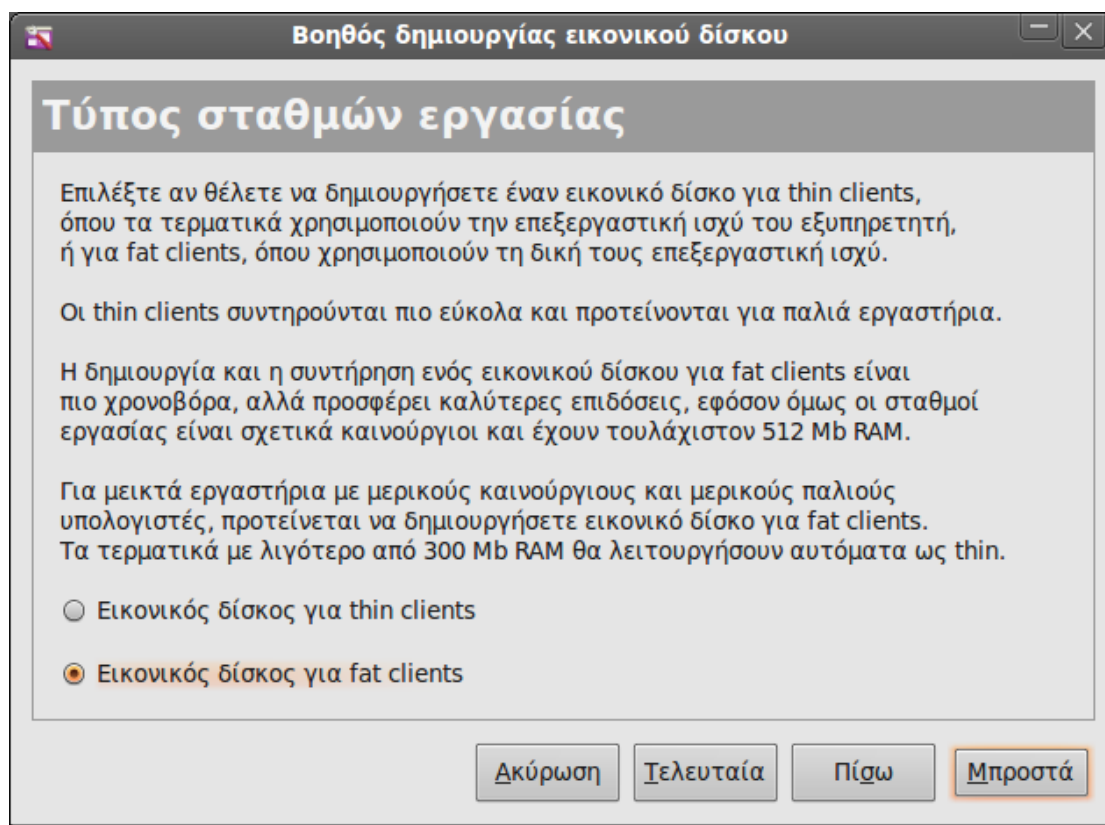 Βοηθός δημιουργίας εικονικού δίσκου
Τύπος σταθμών εργασίας
Επιλέξτε αν θέλετε να δημιουργήσετε έναν εικονικό δίσκο για thin clients,
όπου τα τερματικά χρησιμοποιούν την επεξεργαστική ισχύ του εξυπηρετητή,
ή για fat clients, όπου χρησιμοποιούν τη δική τους επεξεργαστική ισχύ.
Οι thin clients συντηρούνται πιο εύκολα και προτείνονται για παλιά εργαστήρια.
Η δημιουργία και η συντήρηση ενός εικονικού δίσκου για fat clients είναι
πιο χρονοβόρα, αλλά προσφέρει καλύτερες επιδόσεις, εφόσον όμως οι σταθμοί
εργασίας είναι σχετικά καινούργιοι και έχουν τουλάχιστον 512 Mb RAM.
Για μεικτά εργαστήρια με μερικούς καινούργιους και μερικούς παλιούς
υπολογιστές, προτείνεται να δημιουργήσετε εικονικό δίσκο για fat clients.
Τα τερματικά με λιγότερο από 300 Mb RAM θα λειτουργήσουν αυτόματα ως thin.
Εικονικός δίσκος για thin clients
Εικονικός δίσκος για fat clients
Ακύρωση Τελευταία Πίσω Μπροστά